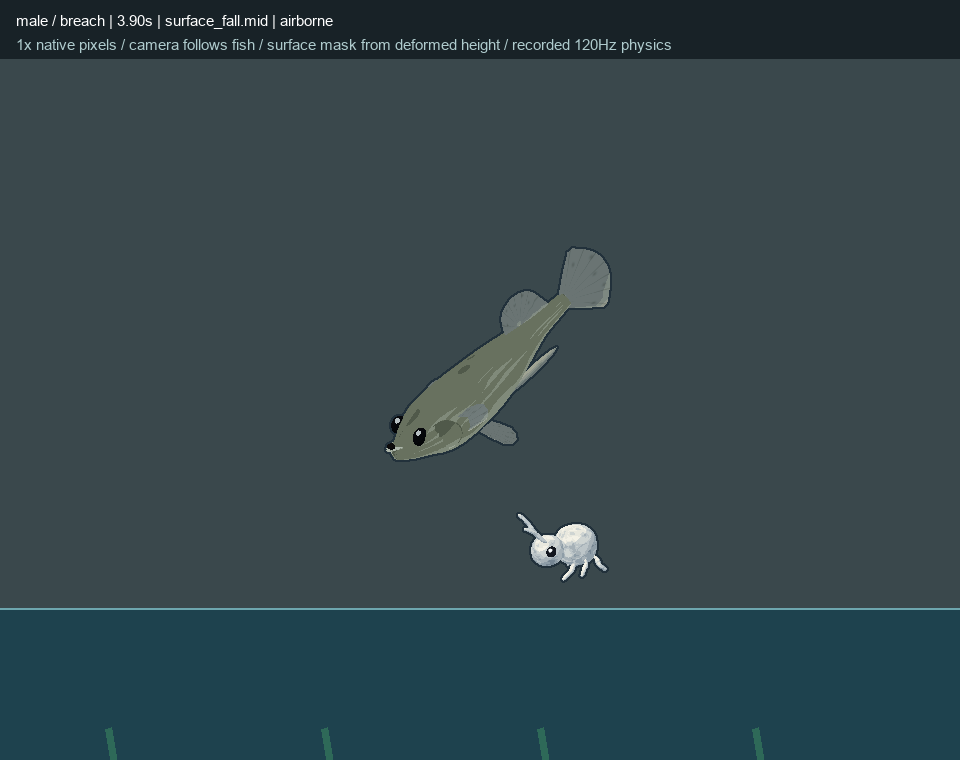 male / breach | 3.90s | surface_fall.mid | airborne
1x native pixels / camera follows fish / surface mask from deformed height / recorded 120Hz physics